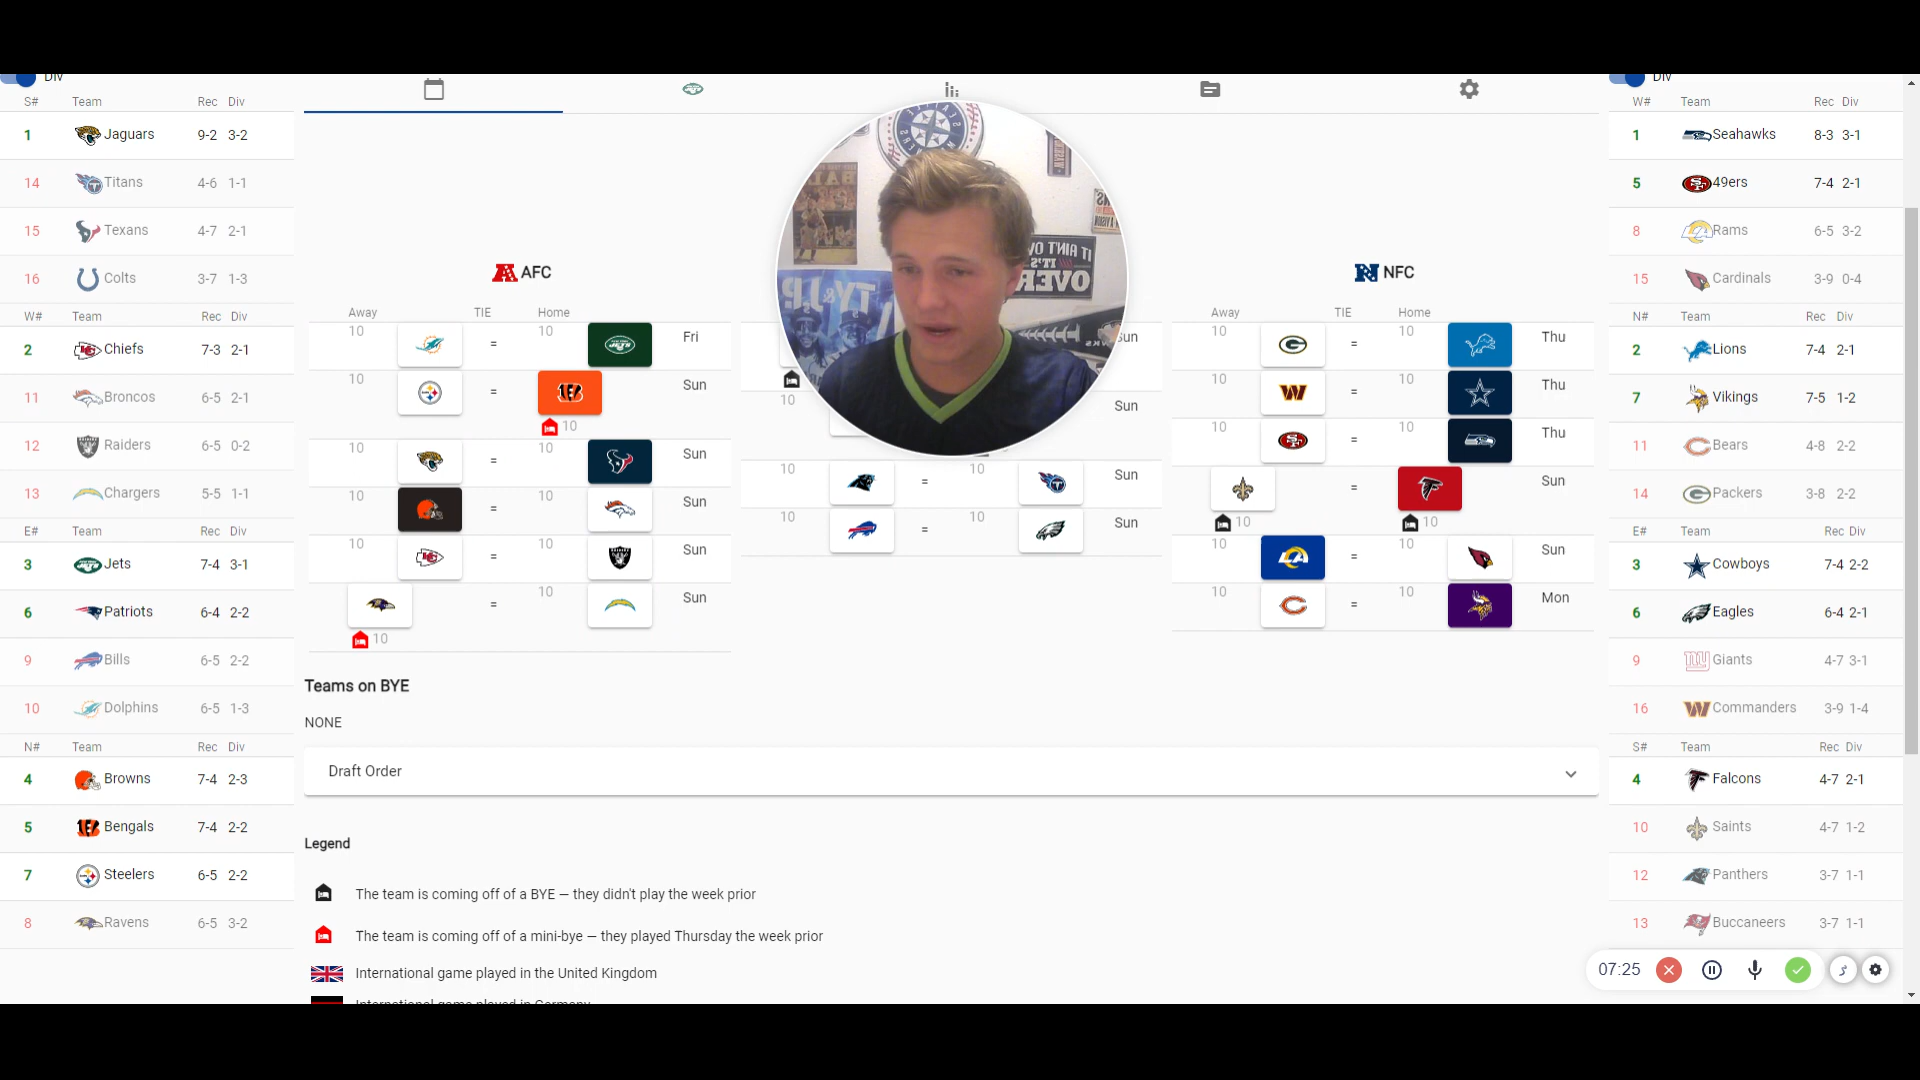 Div
S# Team Rec Div
1 Jaguars 9-2 3-2
14 Titans 4-6 1-1
15 Texans 4-7 2-1
16 Colts 3-7 1-3
W# Team Rec Div
2 Chiefs 7-3 2-1
11 Broncos 6-5 2-1
12 Raiders 6-5 0-2
13 Chargers 5-5 1-1
E# Team Rec Div
3 Jets 7-4 3-1
6 Patriots 6-4 2-2
9 Bills 6-5 2-2
10 Dolphins 6-5 1-3
N# Team Rec Div
4 Browns 7-4 2-3
5 Bengals 7-4 2-2
7 Steelers 6-5 2-2
8 Ravens 6-5 3-2
AFC
Away TIE Home
10 = 10 JETS Fri
10 = Sun
10
10 = 10 Sun
10 = 10 Sun
10 = 10 Sun
= 10 Sun
10
IT AIN'T
OVER
IT'S
OVER
Sun
10 Sun
10 = 10 Sun
10 = 10 Sun
NFC
Away TIE Home
10 = 10 Thu
10 = 10 Thu
10 = 10 Thu
= Sun
10 10
10 = 10 Sun
10 = 10 Mon
Teams on BYE
NONE
Draft Order
Legend
The team is coming off of a BYE — they didn't play the week prior
The team is coming off of a mini-bye — they played Thursday the week prior
International game played in the United Kingdom
International game played in Germany
Div
W# Team Rec Div
1 Seahawks 8-3 3-1
5 49ers 7-4 2-1
8 Rams 6-5 3-2
15 Cardinals 3-9 0-4
N# Team Rec Div
2 Lions 7-4 2-1
7 Vikings 7-5 1-2
11 Bears 4-8 2-2
14 Packers 3-8 2-2
E# Team Rec Div
3 Cowboys 7-4 2-2
6 Eagles 6-4 2-1
9 Giants 4-7 3-1
16 Commanders 3-9 1-4
S# Team Rec Div
4 Falcons 4-7 2-1
10 Saints 4-7 1-2
12 Panthers 3-7 1-1
13 Buccaneers 3-7 1-1
07:25